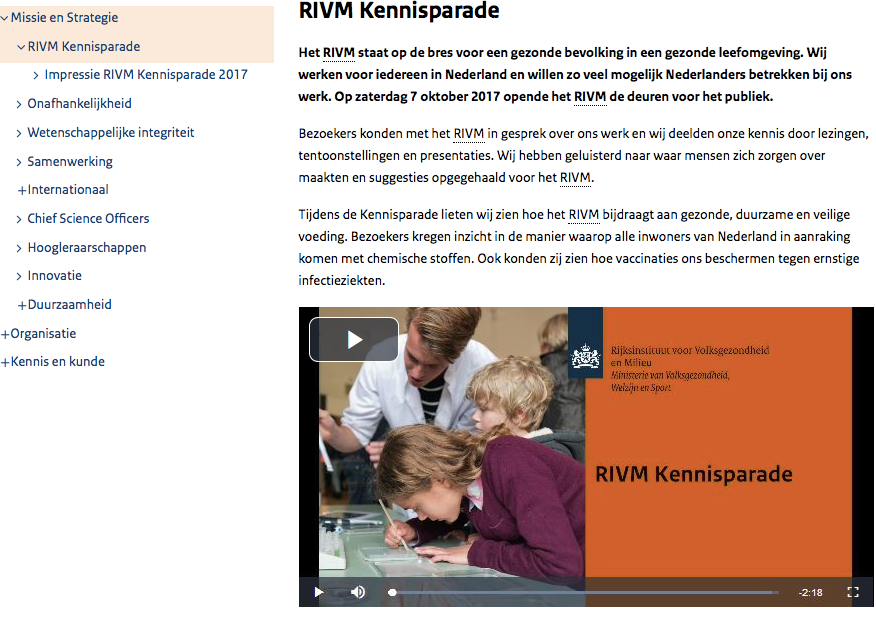 Missie en Strategie
RIVM Kennisparade
Impressie RIVM Kennisparade 2017
Onafhankelijkheid
Wetenschappelijke integriteit
Samenwerking
+Internationaal
Chief Science Officers
Hoogleraarschappen
Innovatie
+Duurzaamheid
+Organisatie
+Kennis en kunde
RIVM Kennisparade
Het RIVM staat op de bres voor een gezonde bevolking in een gezonde leefomgeving. Wij
werken voor iedereen in Nederland en willen zo veel mogelijk Nederlanders betrekken bij ons
werk. Op zaterdag 7 oktober 2017 opende het RIVM de deuren voor het publiek.
Bezoekers konden met het RIVM in gesprek over ons werk en wij deelden onze kennis door lezingen,
tentoonstellingen en presentaties. Wij hebben geluisterd naar waar mensen zich zorgen over
maakten en suggesties opgegehaald voor het RIVM.
Tijdens de Kennisparade lieten wij zien hoe het RIVM bijdraagt aan gezonde, duurzame en veilige
voeding. Bezoekers kregen inzicht in de manier waarop alle inwoners van Nederland in aanraking
komen met chemische stoffen. Ook konden zij zien hoe vaccinaties ons beschermen tegen ernstige
infectieziekten.
Rijksinstituut voor Volksgezondheid
en Milieu
Ministerie van Volksgezondheid,
Welzijn en Sport
RIVM Kennisparade
-2:18